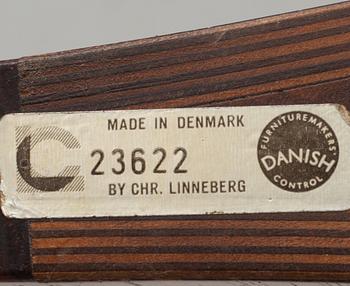 MADE IN DENMARK
23622
BY CHR. LINNEBERG
FURNITUREMAKERS'
DANISH
CONTROL